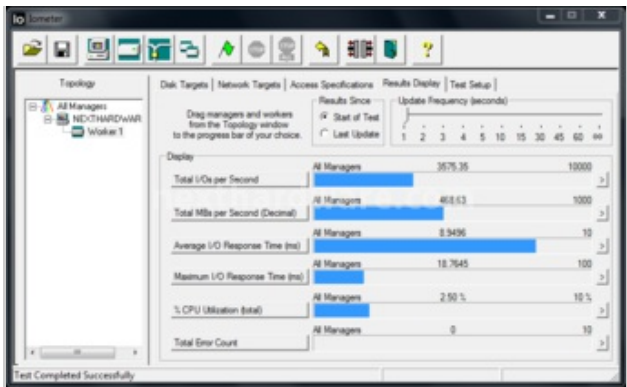 Io Iometer
Topology
All Managers
NEXTHARDWAR
Worker 1
Disk Targets Network Targets Access Specifications Results Display Test Setup
Drag managers and workers
from the Topology window
to the progress bar of your choice.
Results Since
Start of Test
Last Update
Update Frequency (seconds)
1 2 3 4 5 10 15 30 45 60 ∞
Display
All Managers 3575.35 10000
Total I/Os per Second
All Managers 468.63 1000
Total MBs per Second (Decimal)
All Managers 8.9496 10
Average I/O Response Time (ms)
All Managers 18.7645 100
Maximum I/O Response Time (ms)
All Managers 2.50 % 10 %
% CPU Utilization (total)
All Managers 0 10
Total Error Count
Test Completed Successfully